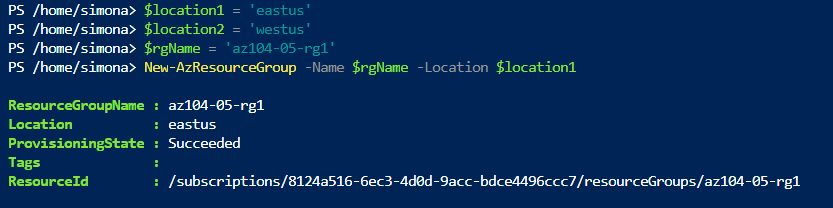 PS /home/simona> $location1 = 'eastus'
PS /home/simona> $location2 = 'westus'
PS /home/simona> $rgName = 'az104-05-rg1'
PS /home/simona> New-AzResourceGroup -Name $rgName -Location $location1
ResourceGroupName : az104-05-rg1
Location          : eastus
ProvisioningState : Succeeded
Tags              :
ResourceId        : /subscriptions/8124a516-6ec3-4d0d-9acc-bdce4496ccc7/resourceGroups/az104-05-rg1